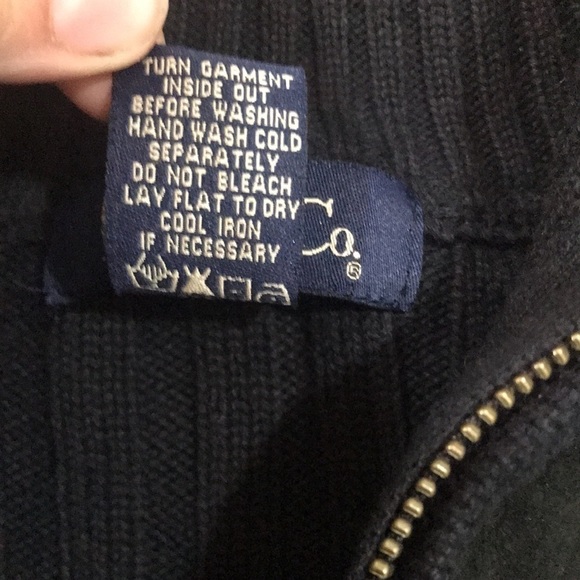 TURN GARMENT
INSIDE OUT
BEFORE WASHING
HAND WASH COLD
SEPARATELY
DO NOT BLEACH
LAY FLAT TO DRY
COOL IRON
IF NECESSARY
o. ®